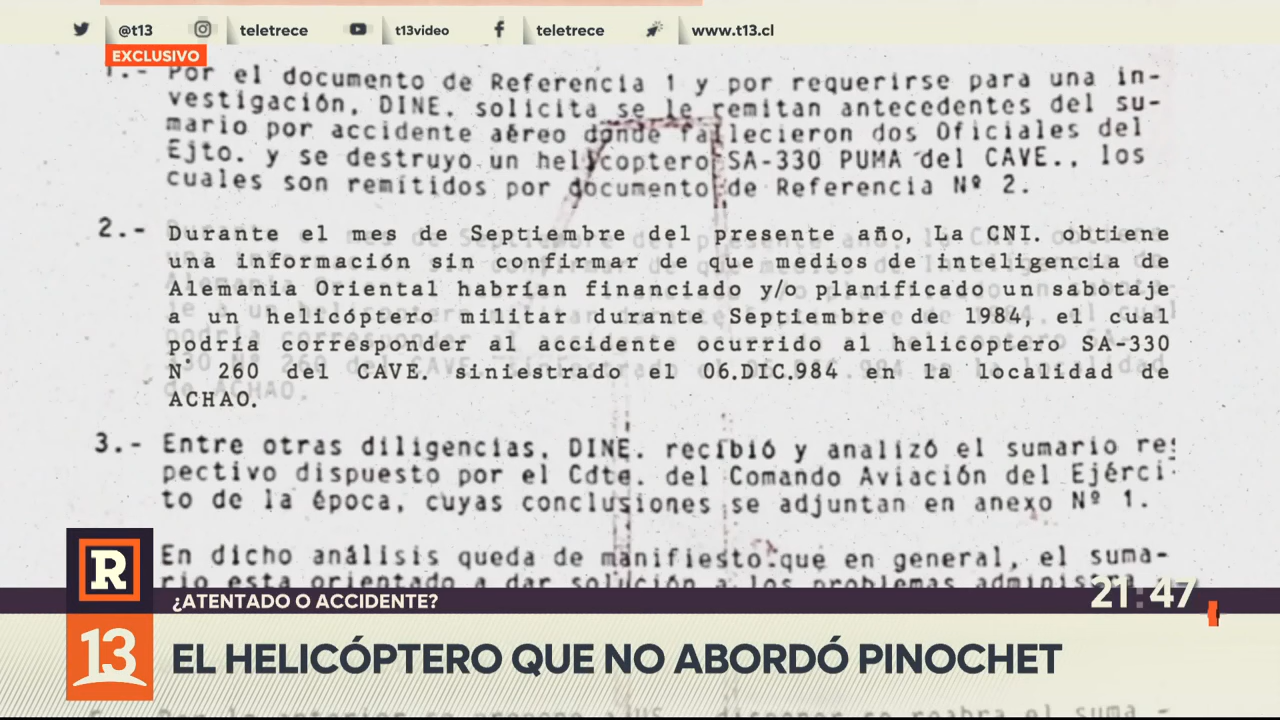 @t13 teletrece t13video teletrece www.t13.cl
EXCLUSIVO
1.- Por el documento de Referencia 1 y por requerirse para una in-
vestigación, DINE. solicita se le remitan antecedentes del su-
mario por accidente aéreo donde fallecieron dos Oficiales del
Ejto. y se destruyo un helicoptero SA-330 PUMA del CAVE., los
cuales son remitidos por documento de Referencia Nº 2.
2.- Durante el mes de Septiembre del presente año, La CNI. obtiene
una información sin confirmar de que medios de inteligencia de
Alemania Oriental habrían financiado y/o planificado un sabotaje
a un helicóptero militar durante Septiembre de 1984, el cual
podría corresponder al accidente ocurrido al helicoptero SA-330
N 260 del CAVE. siniestrado el 06.DIC.984 en la localidad de
ACHAO.
3.- Entre otras diligencias, DINE. recibió y analizó el sumario res
pectivo dispuesto por el Cdte. del Comando Aviación del Ejérci-
to de la época, cuyas conclusiones se adjuntan en anexo Nº 1.
En dicho análisis queda de manifiesto que en general, el suma-
rio esta orientado a dar solución a los problemas
R
¿ATENTADO O ACCIDENTE?
21:47
13
EL HELICÓPTERO QUE NO ABORDÓ PINOCHET